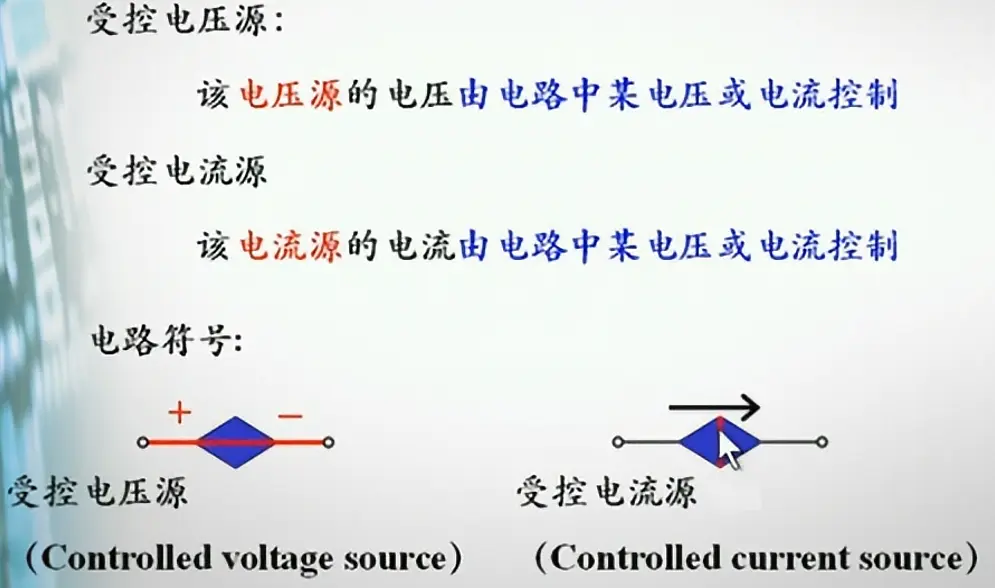 受控电压源:
该电压源的电压由电路中某电压或电流控制
受控电流源
该电流源的电流由电路中某电压或电流控制
电路符号:
+ −
受控电压源 受控电流源
(Controlled voltage source) (Controlled current source)